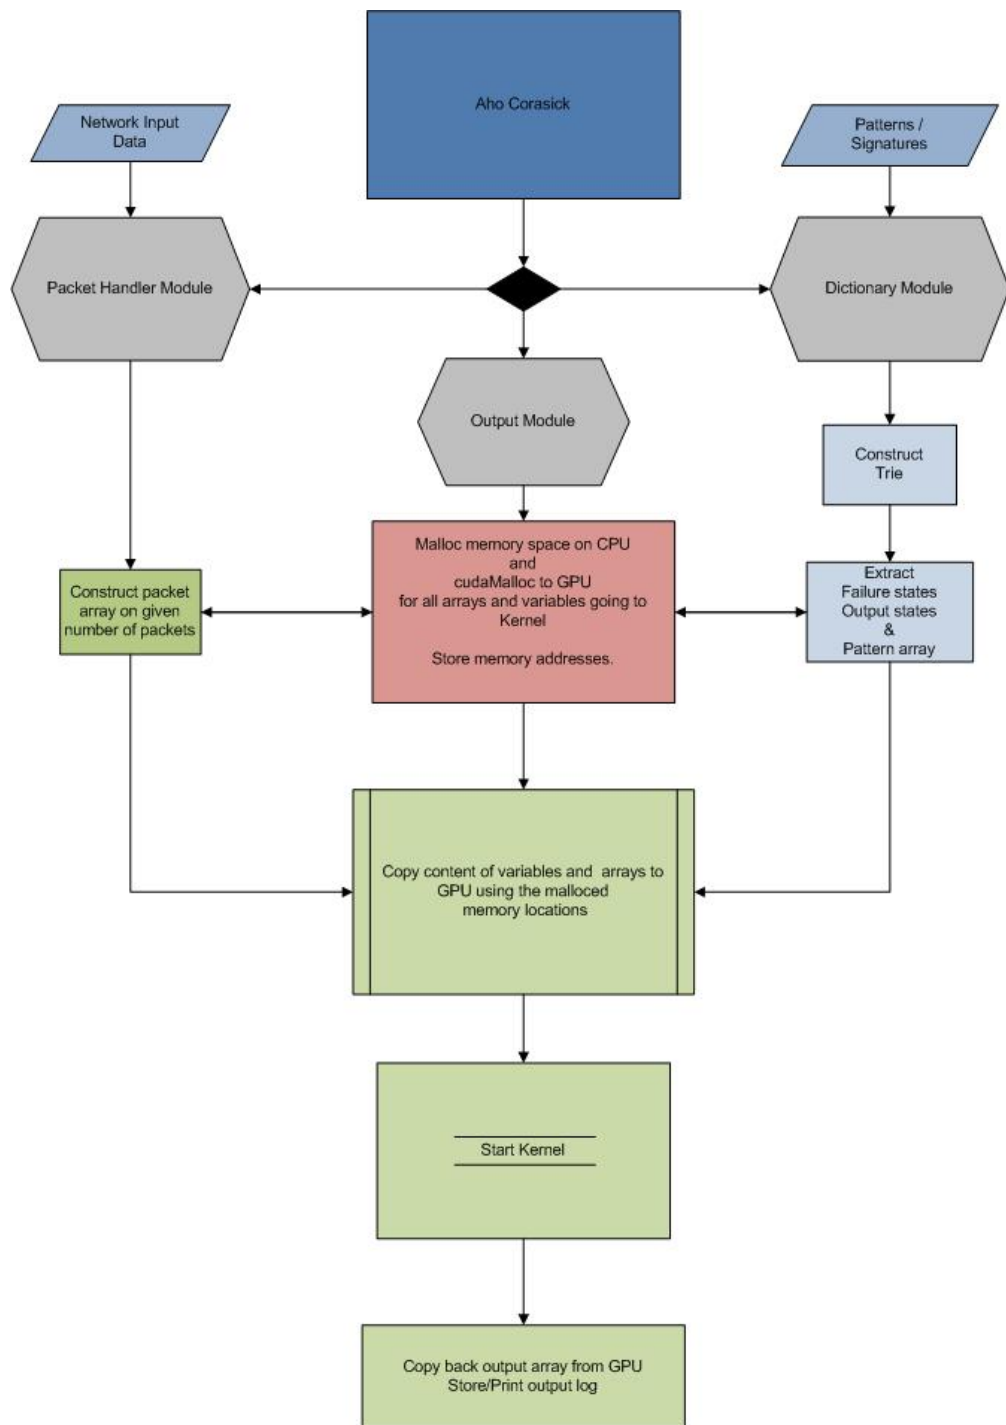 Aho Corasick
Network Input
Data
Patterns /
Signatures
Packet Handler Module
Dictionary Module
Output Module
Construct
Trie
Malloc memory space on CPU
and
cudaMalloc to GPU
for all arrays and variables going to
Kernel
Store memory addresses.
Construct packet
array on given
number of packets
Extract
Failure states
Output states
&
Pattern array
Copy content of variables and arrays to
GPU using the malloced
memory locations
Start Kernel
Copy back output array from GPU
Store/Print output log